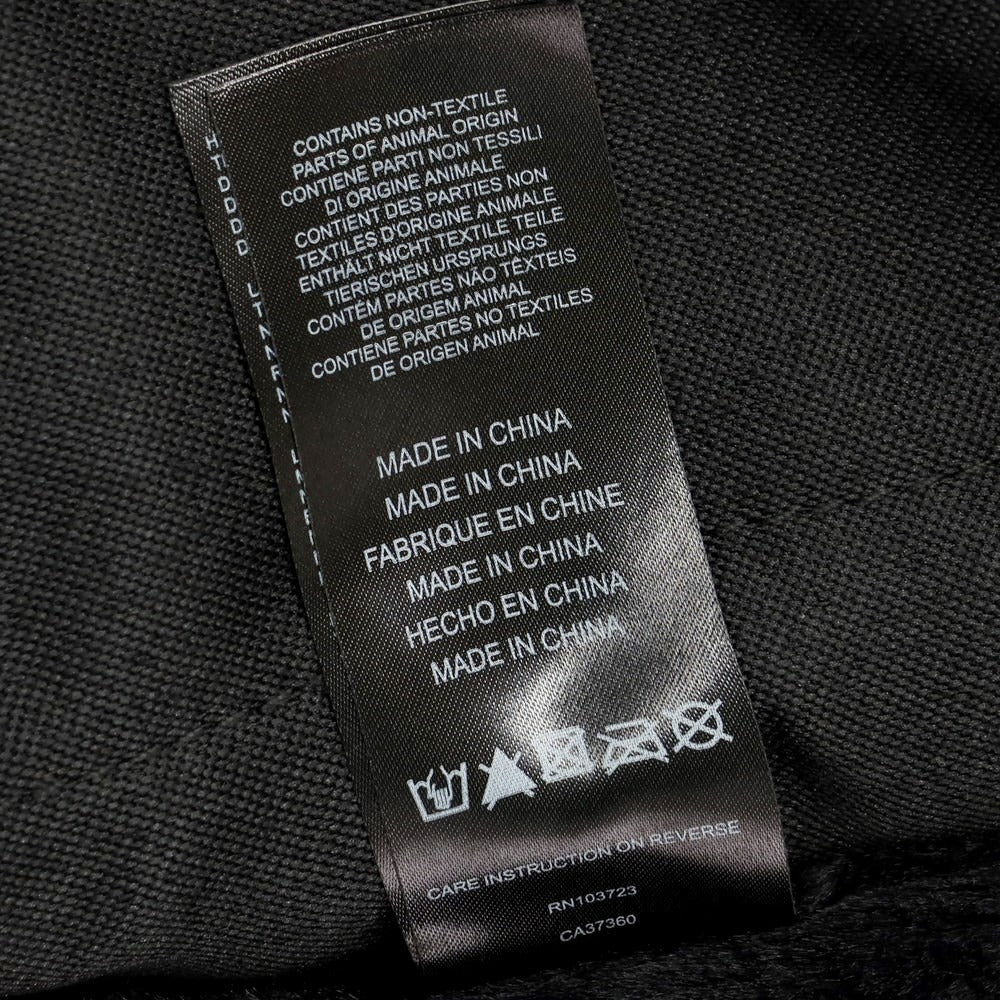 CONTAINS NON-TEXTILE
PARTS OF ANIMAL ORIGIN
CONTIENE PARTI NON TESSILI
DI ORIGINE ANIMALE
CONTIENT DES PARTIES NON
TEXTILES D'ORIGINE ANIMALE
ENTHÄLT NICHT TEXTILE TEILE
TIERISCHEN URSPRUNGS
CONTÉM PARTES NÃO TÊXTEIS
DE ORIGEM ANIMAL
CONTIENE PARTES NO TEXTILES
DE ORIGEN ANIMAL
MADE IN CHINA
MADE IN CHINA
FABRIQUE EN CHINE
MADE IN CHINA
HECHO EN CHINA
MADE IN CHINA
CARE INSTRUCTION ON REVERSE
RN103723
CA37360